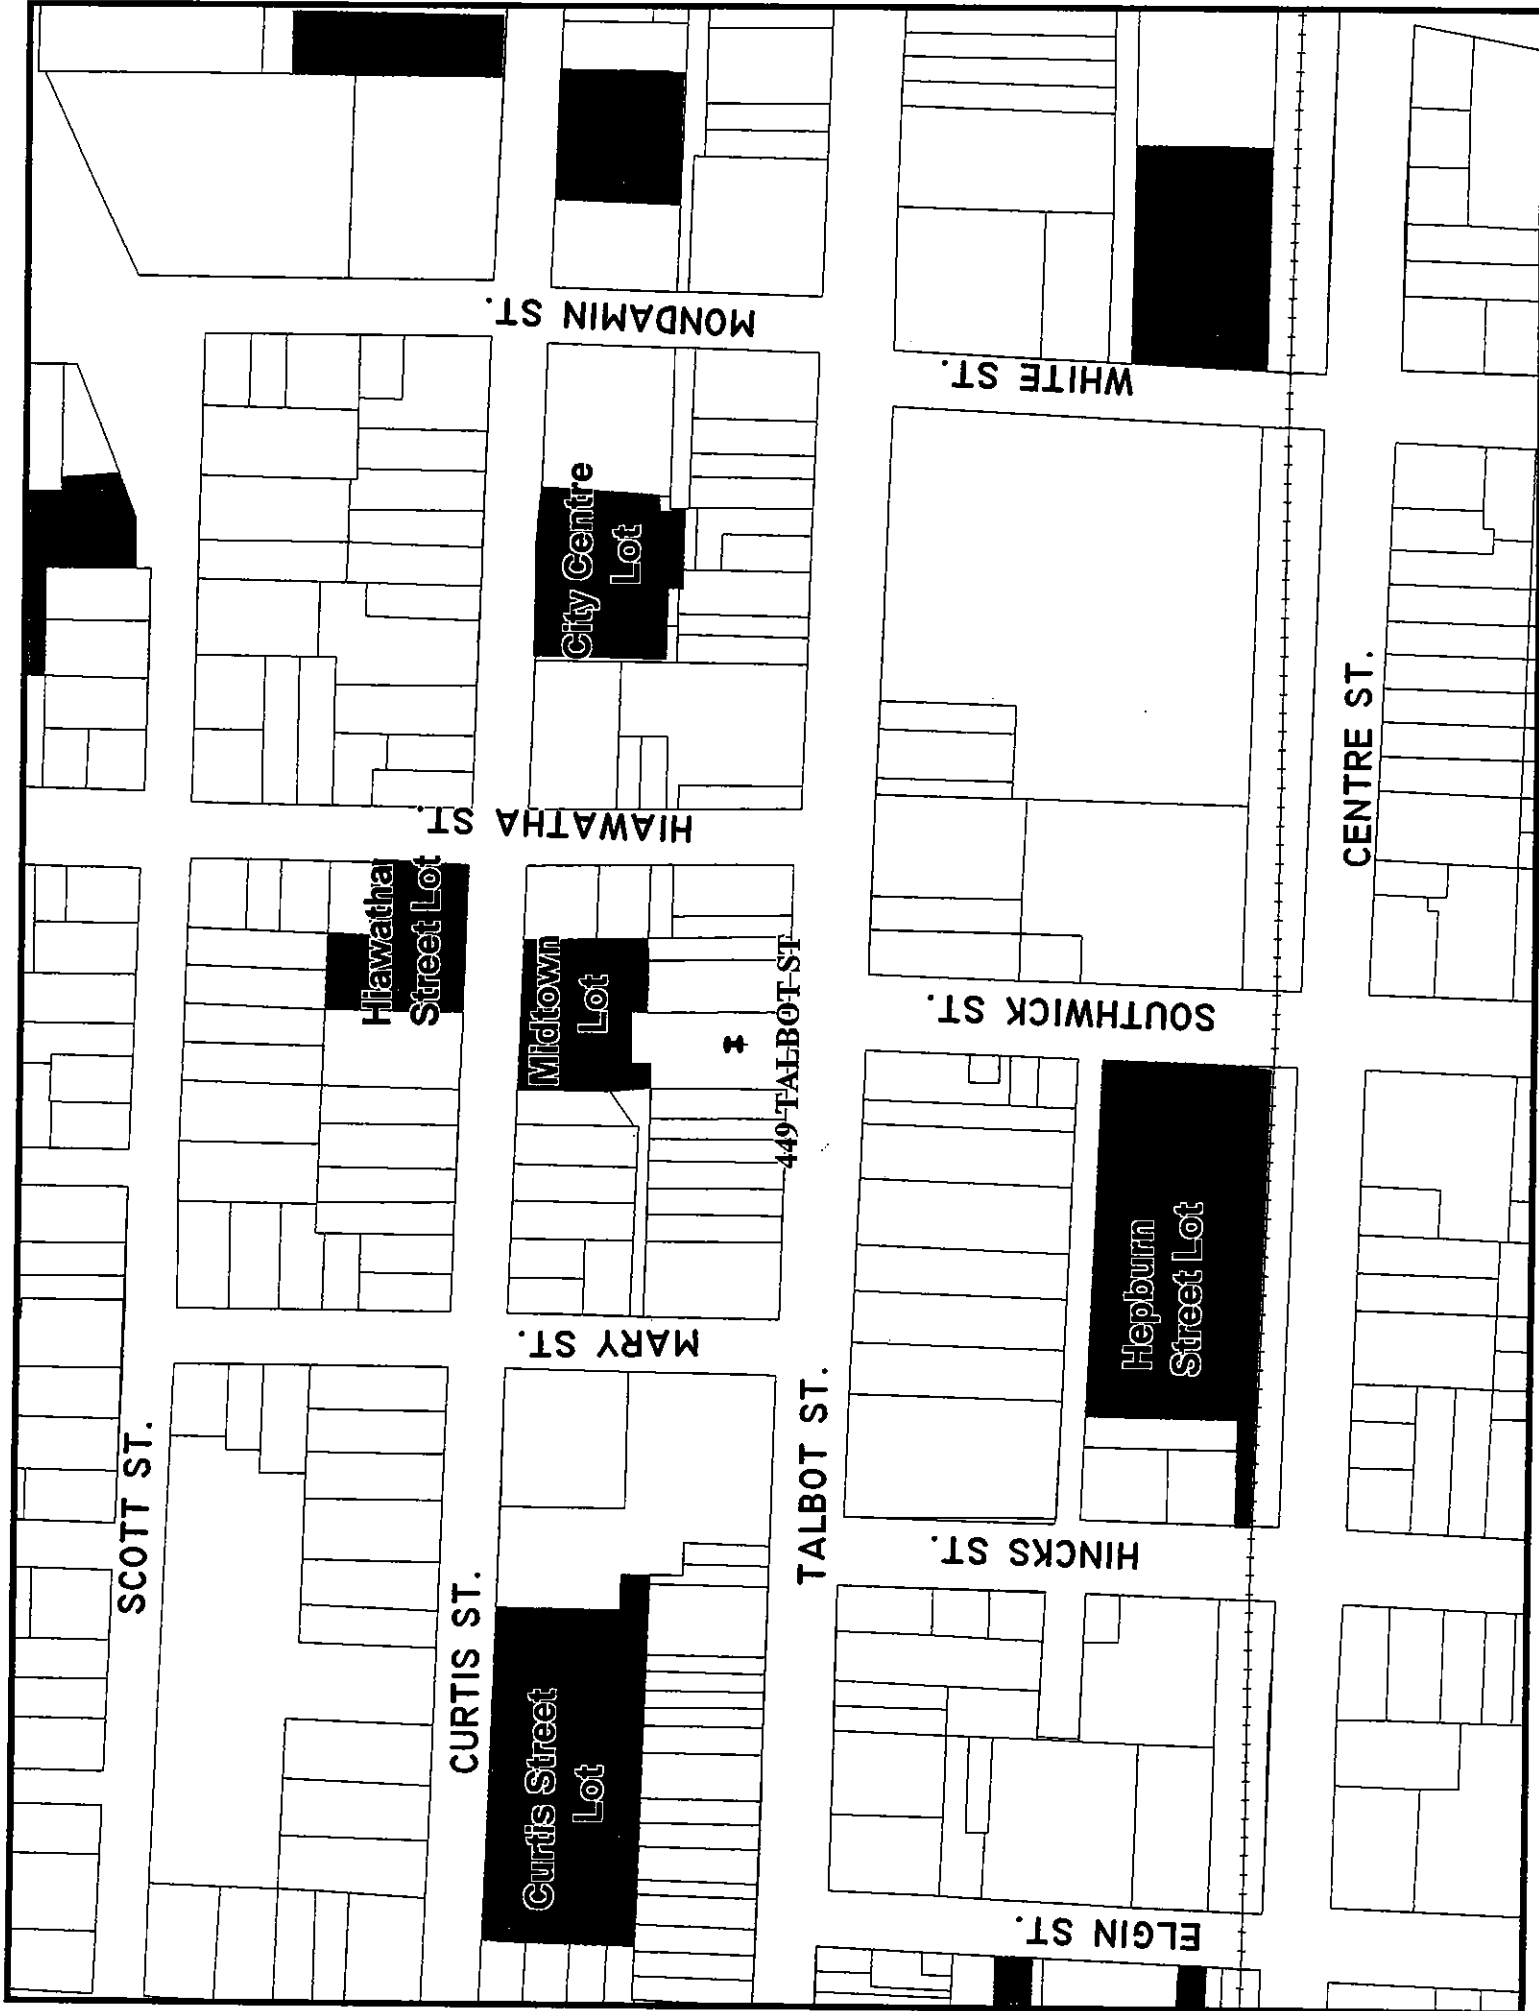 MONDAMIN ST.
WHITE ST.
City Centre
Lot
HIAWATHA ST.
CENTRE ST.
Hiawatha
Street Lot
Midtown
Lot
449 TALBOT ST
SOUTHWICK ST.
Hepburn
Street Lot
MARY ST.
SCOTT ST.
TALBOT ST.
HINCKS ST.
CURTIS ST.
Curtis Street
Lot
ELGIN ST.